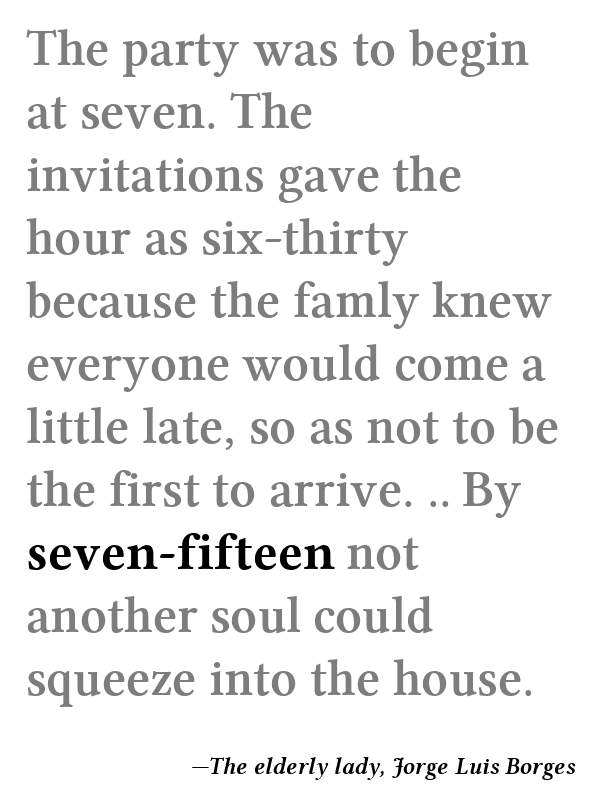 The party was to begin
at seven. The
invitations gave the
hour as six-thirty
because the famly knew
everyone would come a
little late, so as not to be
the first to arrive. .. By
seven-fifteen not
another soul could
squeeze into the house.
—The elderly lady, Jorge Luis Borges